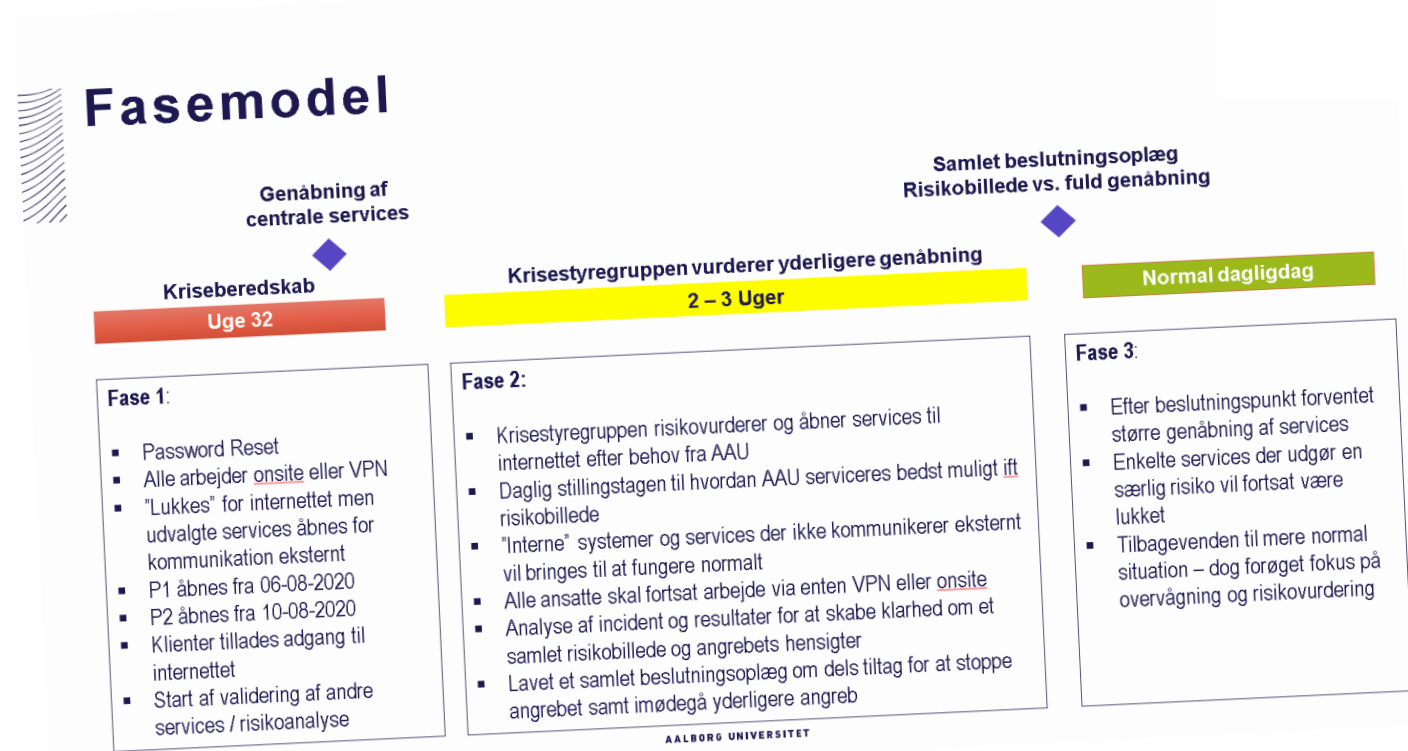 Fasemodel
Genåbning af
centrale services
Samlet beslutningsoplæg
Risikobillede vs. fuld genåbning
Kriseberedskab
Uge 32
Krisestyregruppen vurderer yderligere genåbning
2 – 3 Uger
Normal dagligdag
Fase 1:
▪ Password Reset
▪ Alle arbejder onsite eller VPN
▪ ”Lukkes” for internettet men
udvalgte services åbnes for
kommunikation eksternt
▪ P1 åbnes fra 06-08-2020
▪ P2 åbnes fra 10-08-2020
▪ Klienter tillades adgang til
internettet
▪ Start af validering af andre
services / risikoanalyse
Fase 2:
▪ Krisestyregruppen risikovurderer og åbner services til
internettet efter behov fra AAU
▪ Daglig stillingstagen til hvordan AAU serviceres bedst muligt ift
risikobillede
▪ ”Interne” systemer og services der ikke kommunikerer eksternt
vil bringes til at fungere normalt
▪ Alle ansatte skal fortsat arbejde via enten VPN eller onsite
▪ Analyse af incident og resultater for at skabe klarhed om et
samlet risikobillede og angrebets hensigter
▪ Lavet et samlet beslutningsoplæg om dels tiltag for at stoppe
angrebet samt imødegå yderligere angreb
Fase 3:
▪ Efter beslutningspunkt forventet
større genåbning af services
▪ Enkelte services der udgør en
særlig risiko vil fortsat være
lukket
▪ Tilbagevenden til mere normal
situation – dog forøget fokus på
overvågning og risikovurdering
AALBORG UNIVERSITET